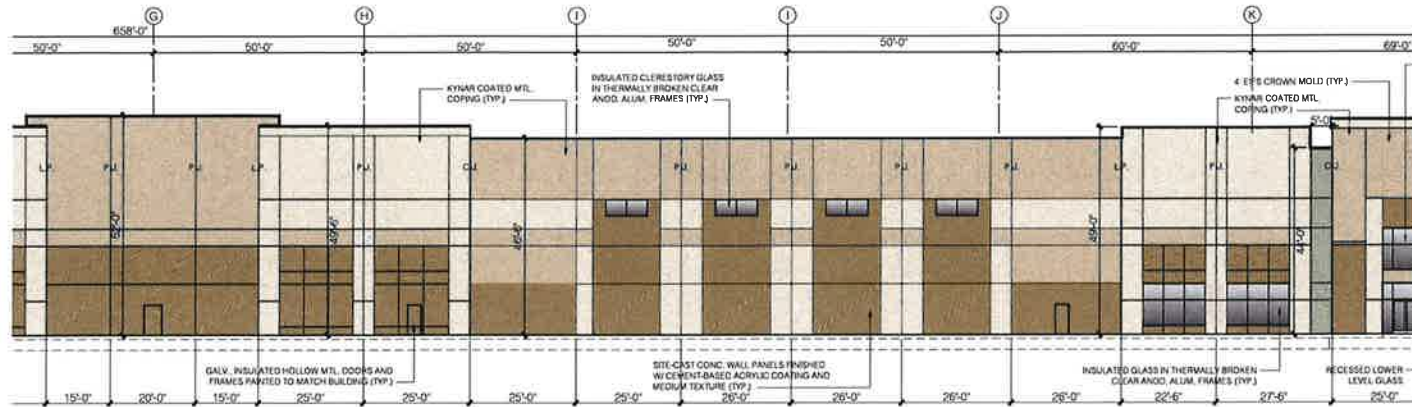 G H I I J K
658'-0"
50'-0" 50'-0" 50'-0" 50'-0" 50'-0" 60'-0" 69'-0"
KYNAR COATED MTL.
COPING (TYP.)
INSULATED CLERESTORY GLASS
IN THERMALLY BROKEN CLEAR
ANOD. ALUM. FRAMES (TYP.)
4 EIFS CROWN MOLD (TYP.)
KYNAR COATED MTL.
COPING (TYP.)
5'-0"
P.J. P.J. P.J. P.J. P.J. P.J. P.J. P.J.
52'-0"
49'-6"
46'-6"
49'-0"
44'-0"
GALV., INSULATED HOLLOW MTL. DOORS AND
FRAMES PAINTED TO MATCH BUILDING (TYP.)
SITE-CAST CONC. WALL PANELS FINISHED
W/ CEMENT-BASED ACRYLIC COATING AND
MEDIUM TEXTURE (TYP.)
INSULATED GLASS IN THERMALLY BROKEN
CLEAR ANOD. ALUM. FRAMES (TYP.)
RECESSED LOWER
LEVEL GLASS
15'-0" 20'-0" 15'-0" 25'-0" 25'-0" 25'-0" 25'-0" 26'-0" 26'-0" 26'-0" 26'-0" 22'-6" 27'-6" 25'-0"